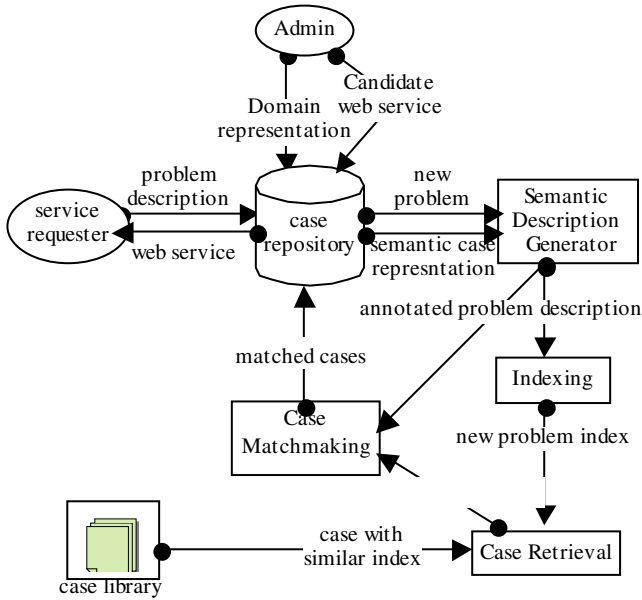 Admin
Candidate
web service
Domain
representation
problem
description
service
requester
web service
case
repository
new
problem
semantic case
represntation
Semantic
Description
Generator
annotated problem description
matched cases
Indexing
Case
Matchmaking
new problem index
case with
similar index
Case Retrieval
case library